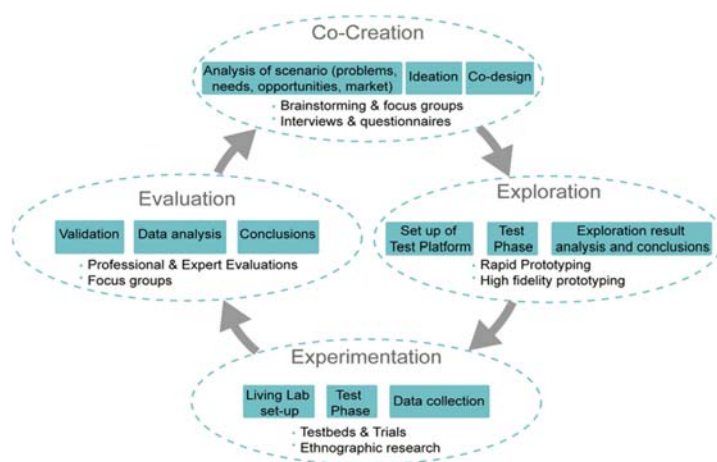 Co-Creation
Analysis of scenario (problems,
needs, opportunities, market)
Ideation
Co-design
· Brainstorming & focus groups
· Interviews & questionnaires
Evaluation
Validation
Data analysis
Conclusions
· Professional & Expert Evaluations
· Focus groups
Exploration
Set up of
Test Platform
Test
Phase
Exploration result
analysis and conclusions
· Rapid Prototyping
· High fidelity prototyping
Experimentation
Living Lab
set-up
Test
Phase
Data collection
· Testbeds & Trials
· Ethnographic research